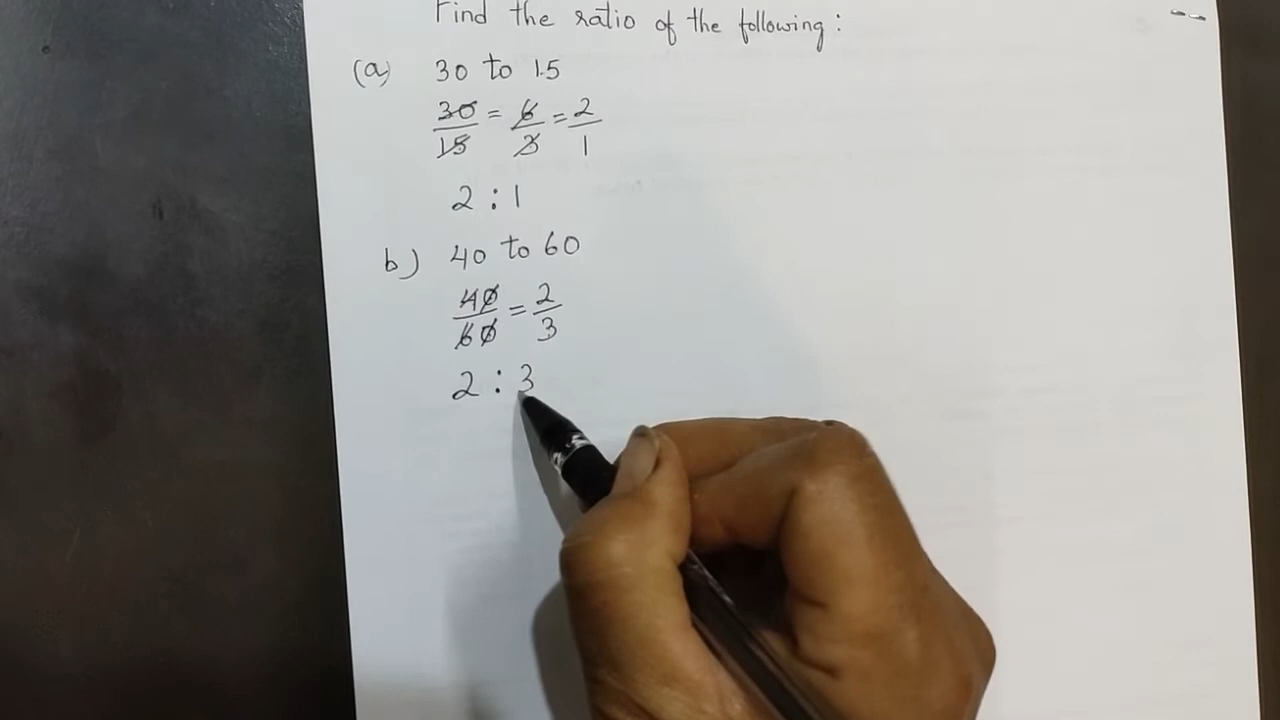 Find the ratio of the following :
(a) 30 to 15
30/15 = 6/3 = 2/1
2 : 1
b) 40 to 60
40/60 = 2/3
2 : 3